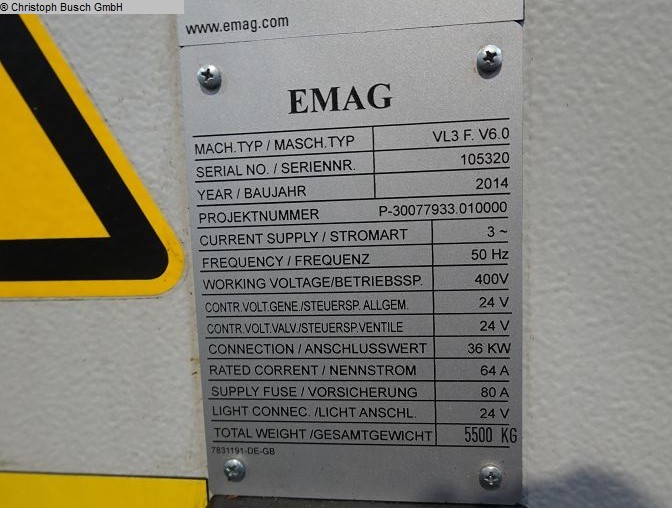 © Christoph Busch GmbH
www.emag.com
EMAG
MACH.TYP / MASCH.TYP VL3 F. V6.0
SERIAL NO. / SERIENNR. 105320
YEAR / BAUJAHR 2014
PROJEKTNUMMER P-30077933.010000
CURRENT SUPPLY / STROMART 3 ~
FREQUENCY / FREQUENZ 50 Hz
WORKING VOLTAGE/BETRIEBSSP. 400V
CONTR.VOLT.GENE./STEUERSP.ALLGEM. 24 V
CONTR.VOLT.VALV./STEUERSP.VENTILE 24 V
CONNECTION / ANSCHLUSSWERT 36 KW
RATED CORRENT / NENNSTROM 64 A
SUPPLY FUSE / VORSICHERUNG 80 A
LIGHT CONNEC. /LICHT ANSCHL. 24 V
TOTAL WEIGHT /GESAMTGEWICHT 5500 KG
7831191-DE-GB